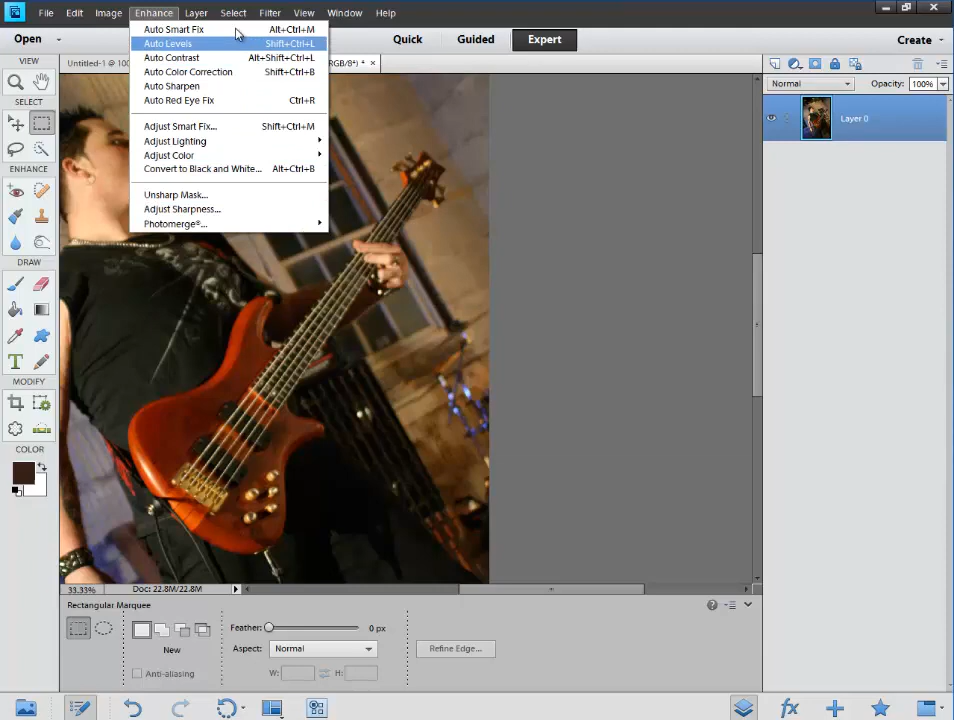 File Edit Image Enhance Layer Select Filter View Window Help
Open Quick Guided Expert Create
Auto Smart Fix Alt+Ctrl+M
Auto Levels Shift+Ctrl+L
Auto Contrast Alt+Shift+Ctrl+L
Auto Color Correction Shift+Ctrl+B
Auto Sharpen
Auto Red Eye Fix Ctrl+R
Adjust Smart Fix... Shift+Ctrl+M
Adjust Lighting
Adjust Color
Convert to Black and White... Alt+Ctrl+B
Unsharp Mask...
Adjust Sharpness...
Photomerge®...
VIEW
SELECT
ENHANCE
DRAW
MODIFY
COLOR
Untitled-1 @ 100
RGB/8*) *
Normal Opacity: 100%
Layer 0
33.33% Doc: 22.8M/22.8M
Rectangular Marquee
New
Anti-aliasing
Feather: 0 px
Aspect: Normal
W: H:
Refine Edge...